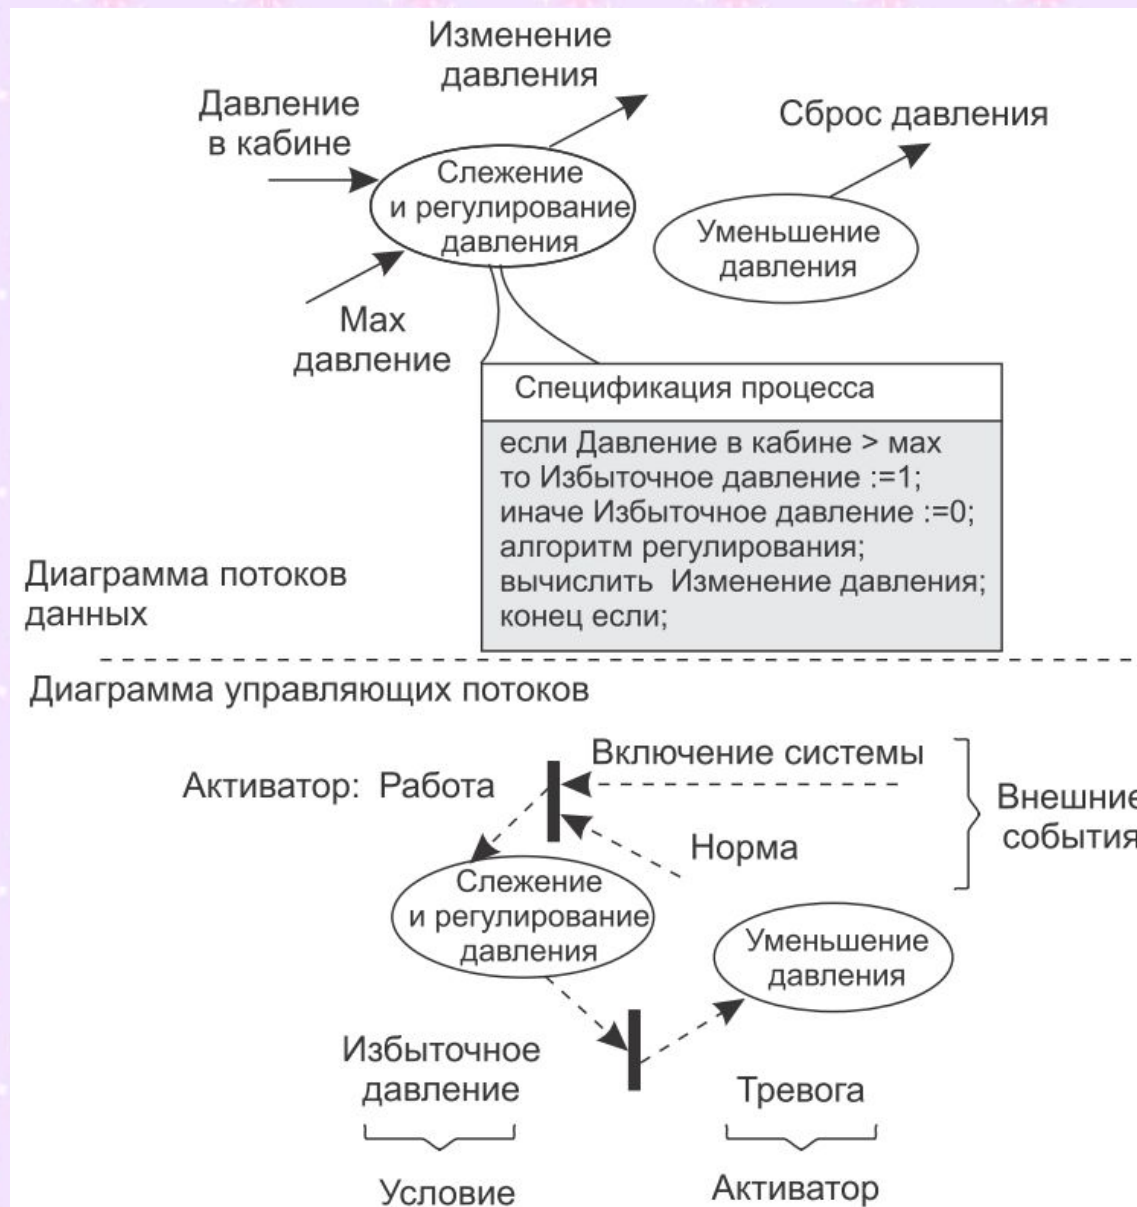 Изменение
давления
Давление
в кабине
Сброс давления
Слежение
и регулирование
давления
Уменьшение
давления
Мах
давление
Спецификация процесса
если Давление в кабине > мах
то Избыточное давление :=1;
иначе Избыточное давление :=0;
алгоритм регулирования;
вычислить Изменение давления;
конец если;
Диаграмма потоков
данных
Диаграмма управляющих потоков
Включение системы
Активатор: Работа
Внешние
события
Норма
Слежение
и регулирование
давления
Уменьшение
давления
Избыточное
давление
Тревога
Условие
Активатор